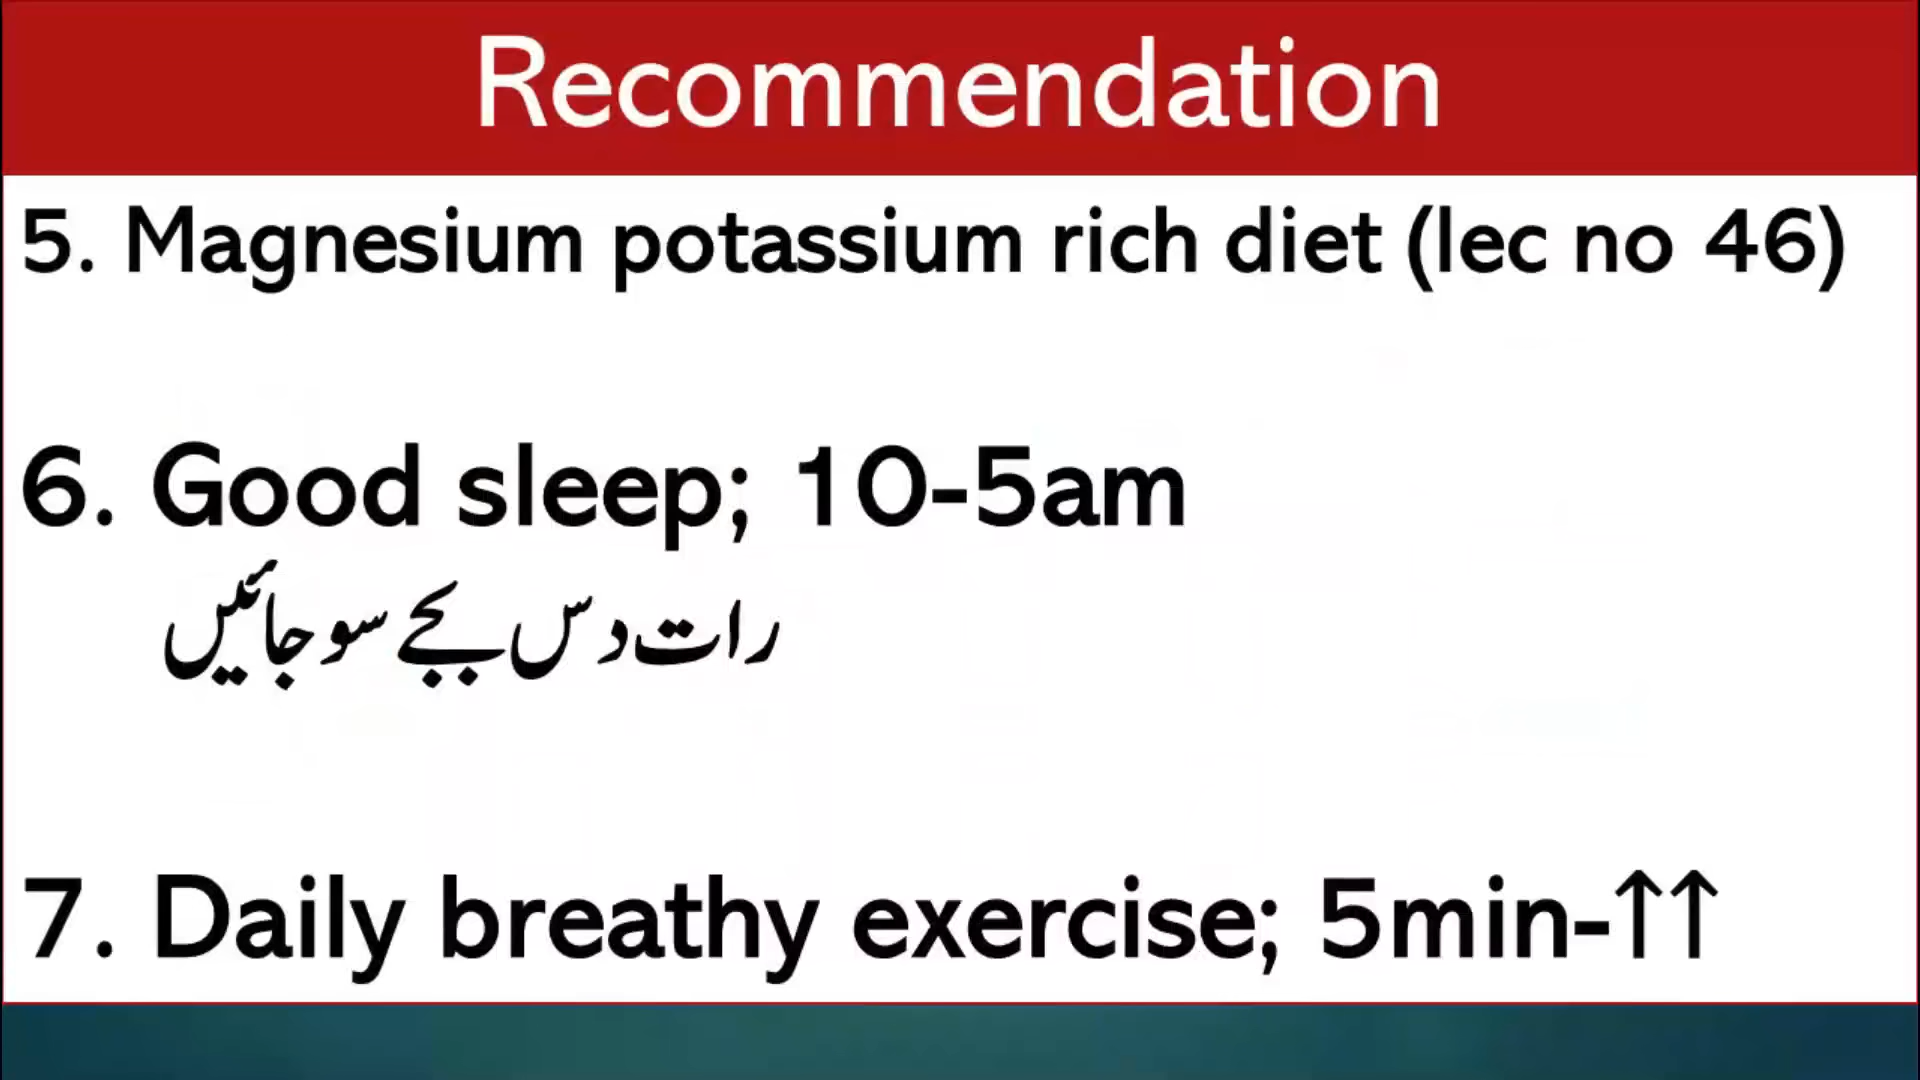 Recommendation
5. Magnesium potassium rich diet (lec no 46)
6. Good sleep; 10-5am
رات دس بجے سو جائیں
7. Daily breathy exercise; 5min-↑↑